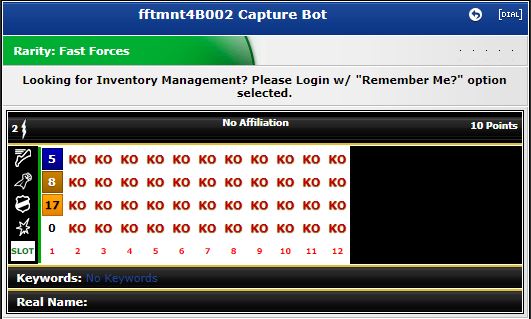 fftmnt4B002 Capture Bot
[DIAL]
Rarity: Fast Forces
Looking for Inventory Management? Please Login w/ "Remember Me?" option
selected.
2 No Affiliation 10 Points
5 KO KO KO KO KO KO KO KO KO KO KO
8 KO KO KO KO KO KO KO KO KO KO KO
17 KO KO KO KO KO KO KO KO KO KO KO
0 KO KO KO KO KO KO KO KO KO KO KO
SLOT 1 2 3 4 5 6 7 8 9 10 11 12
Keywords: No Keywords
Real Name: